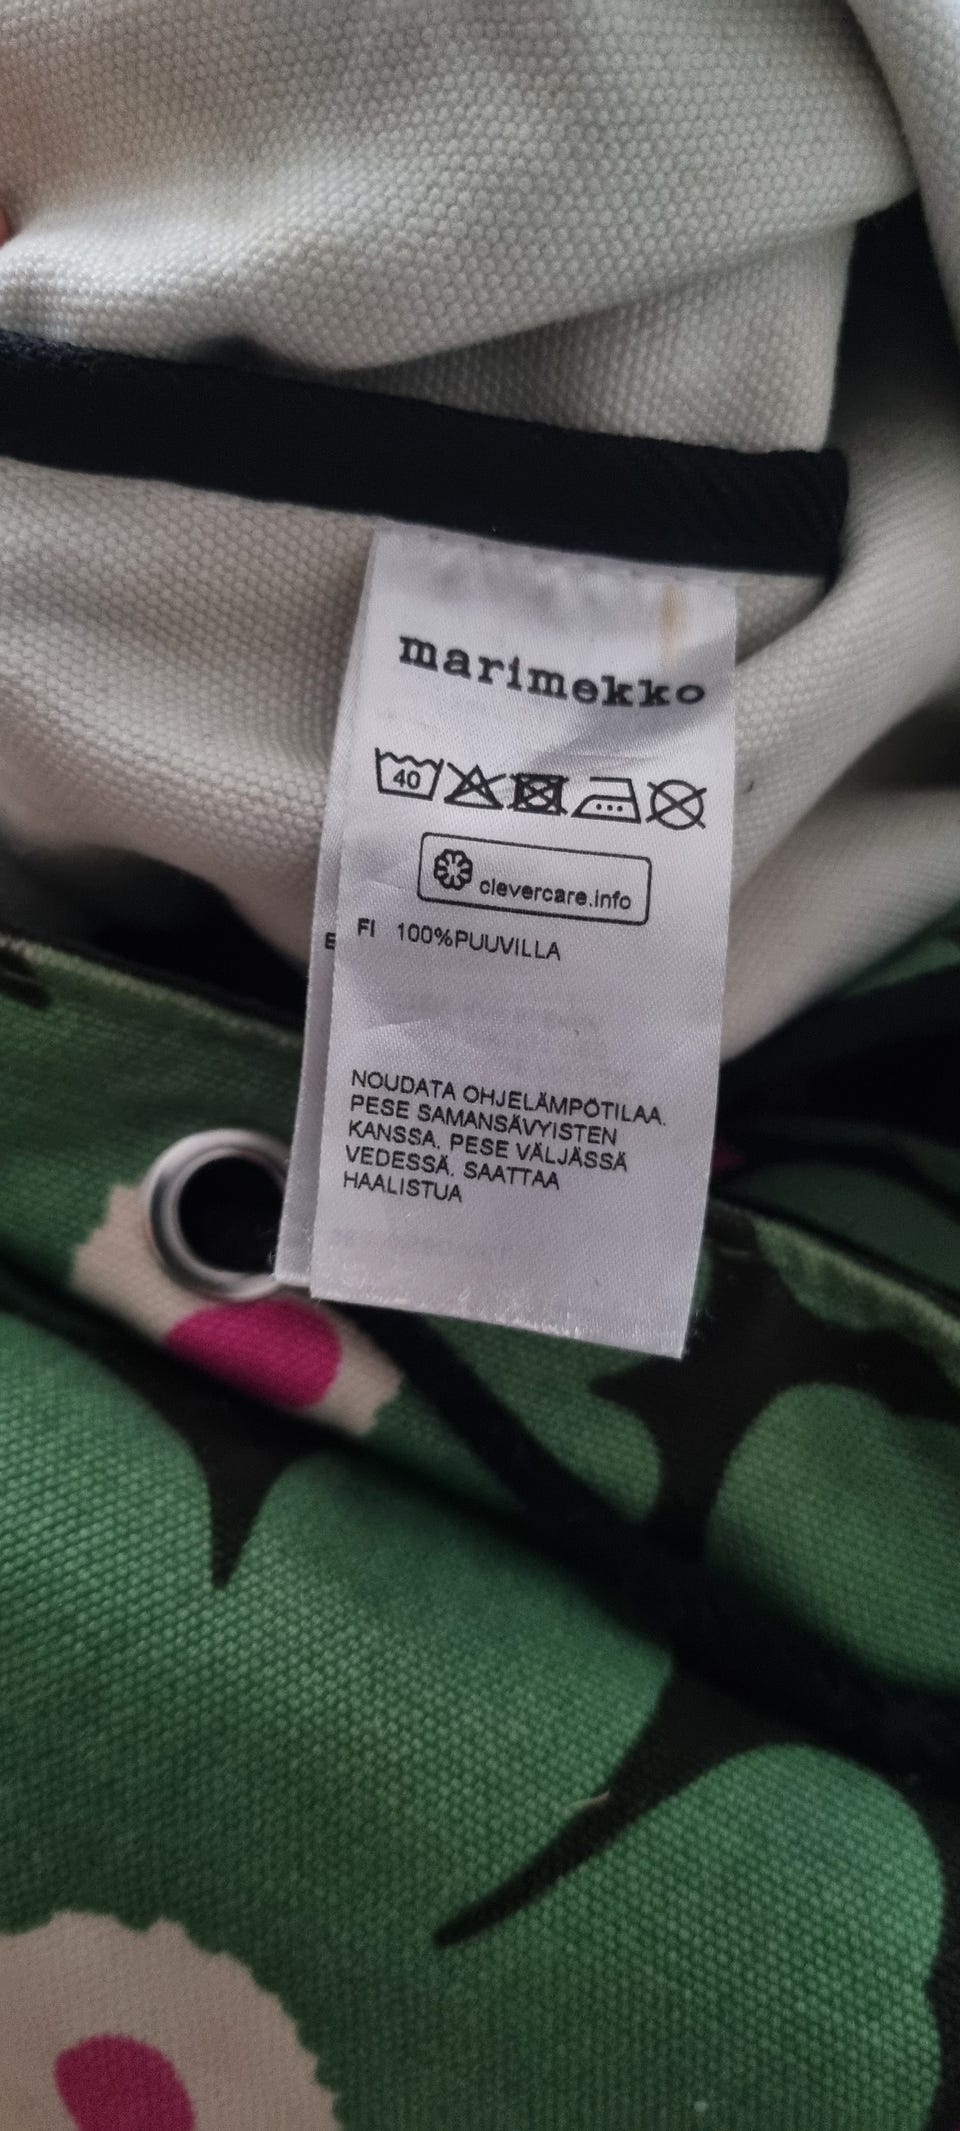 marimekko
40
clevercare.info
FI 100%PUUVILLA
E
NOUDATA OHJELÄMPÖTILAA.
PESE SAMANSÄVYISTEN
KANSSA. PESE VÄLJÄSSÄ
VEDESSÄ. SAATTAA
HAALISTUA